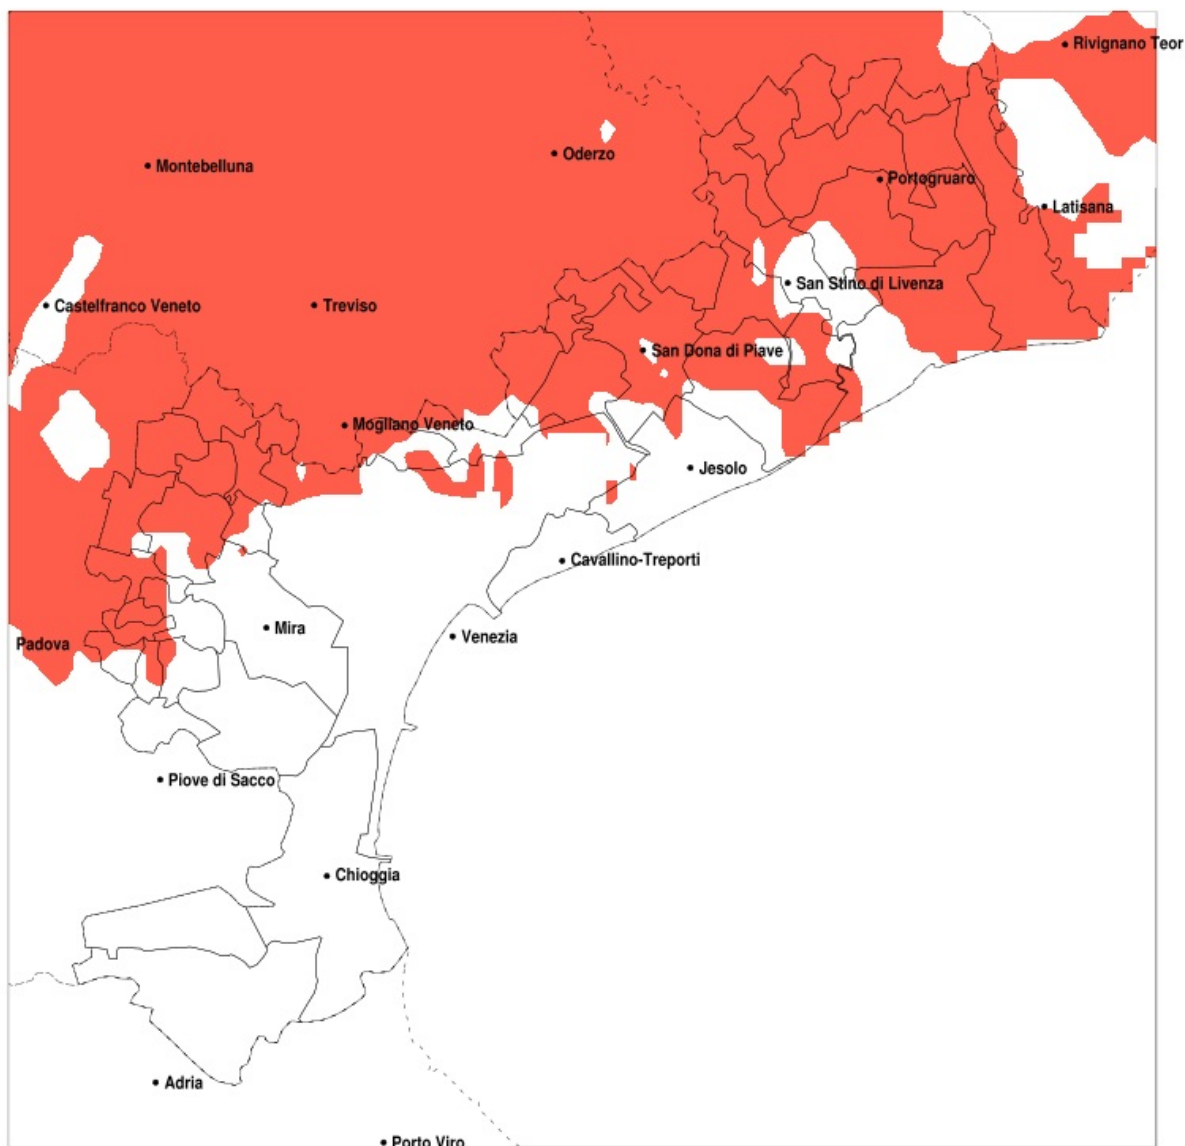 Rivignano Teor
Oderzo
Montebelluna
Portogruaro
Latisana
San Stino di Livenza
Castelfranco Veneto
Treviso
San Dona di Piave
Mogliano Veneto
Jesolo
Cavallino-Treporti
Mira
Venezia
Padova
Piove di Sacco
Chioggia
Adria
Porto Viro